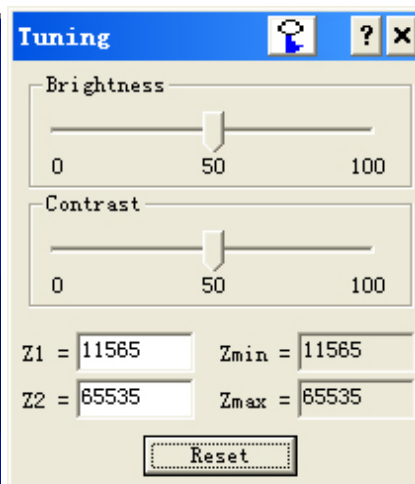 Tuning ? ×
Brightness
0 50 100
Contrast
0 50 100
Z1 = 11565 Zmin = 11565
Z2 = 65535 Zmax = 65535
Reset